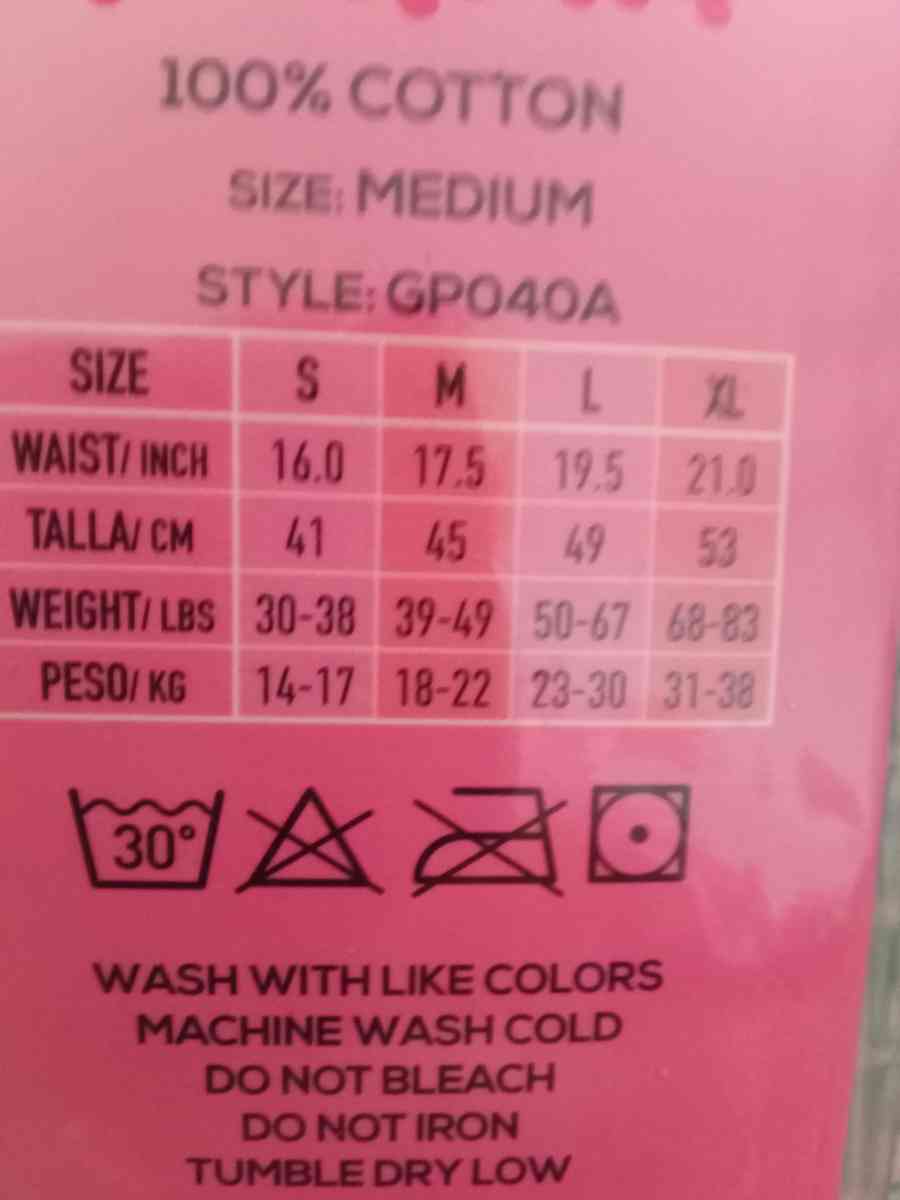 100% COTTON
SIZE: MEDIUM
STYLE: GP040A
SIZE S M L XL
WAIST/ INCH 16.0 17.5 19.5 21.0
TALLA/ CM 41 45 49 53
WEIGHT/ LBS 30-38 39-49 50-67 68-83
PESO/ KG 14-17 18-22 23-30 31-38
30°
WASH WITH LIKE COLORS
MACHINE WASH COLD
DO NOT BLEACH
DO NOT IRON
TUMBLE DRY LOW